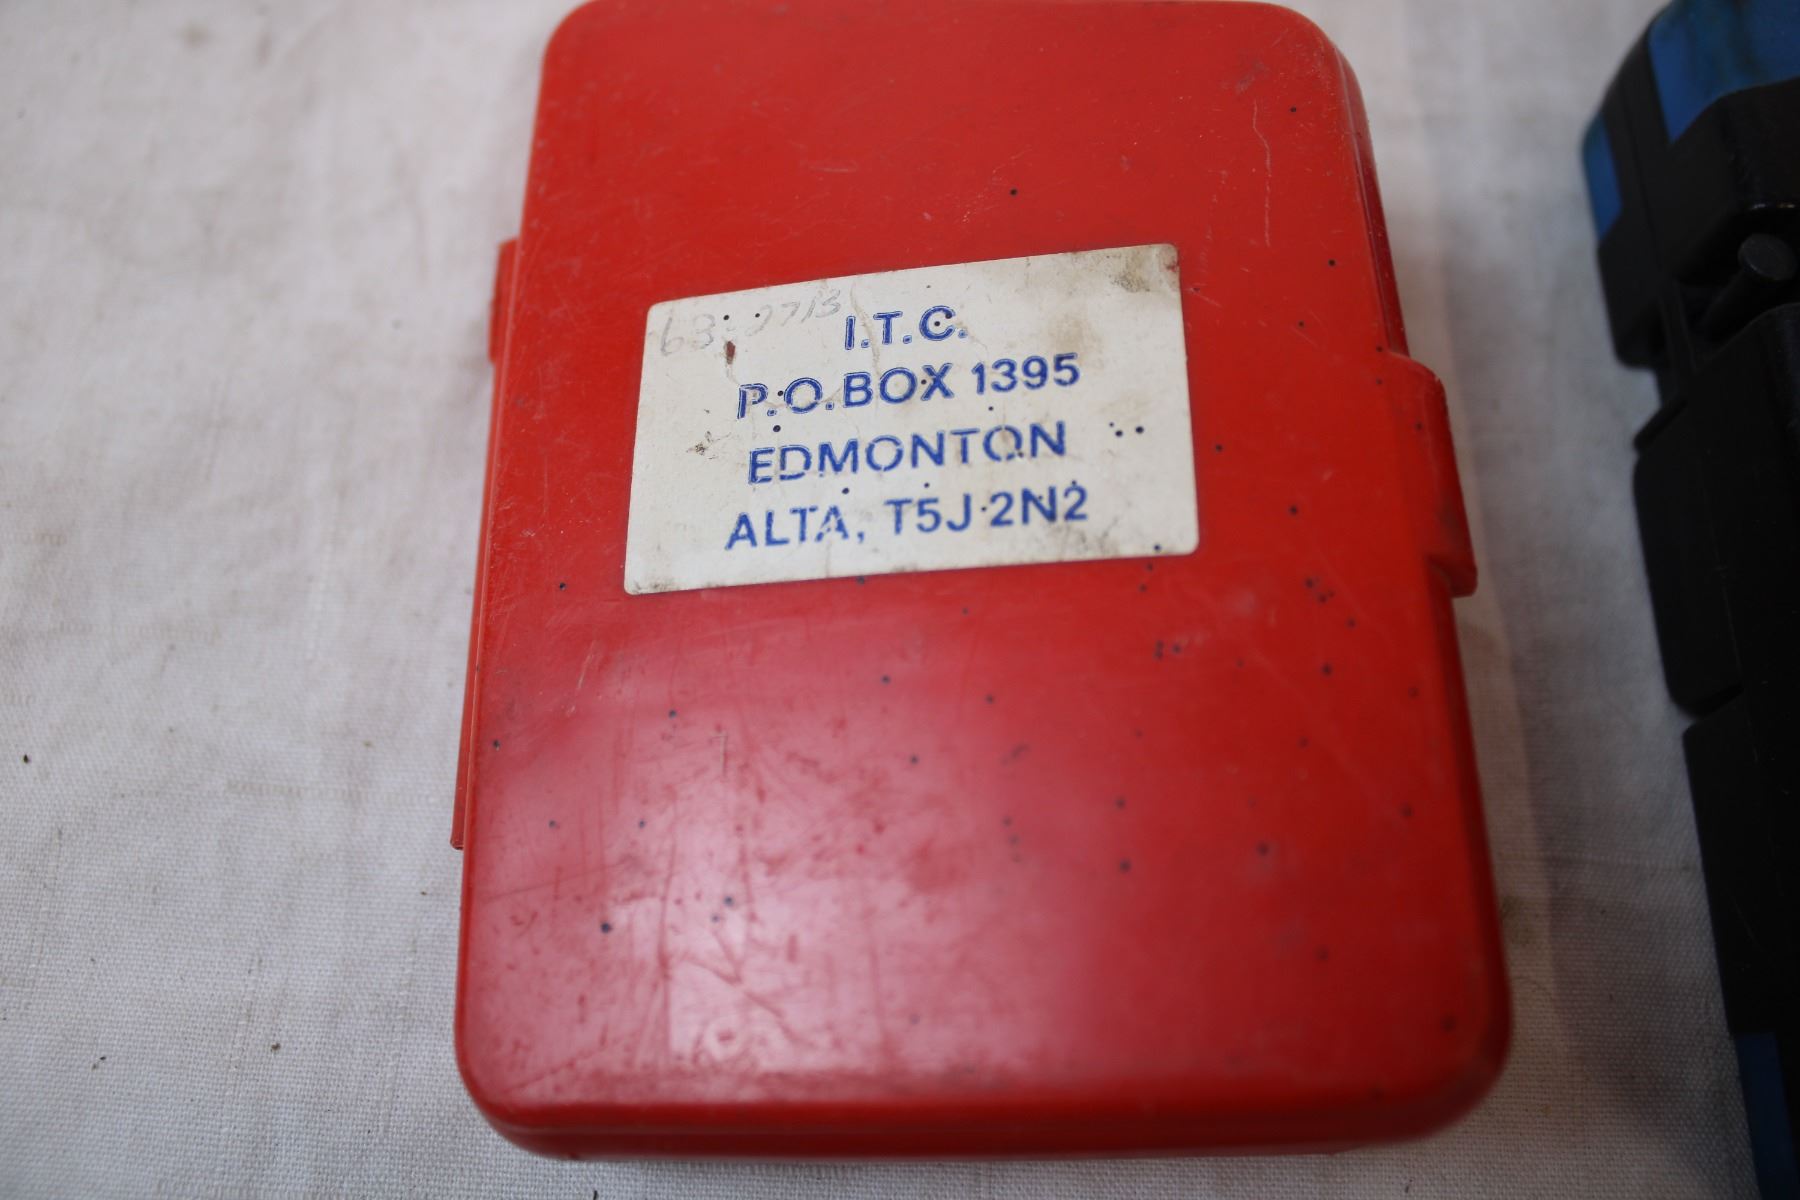 I.T.C.
P.O.BOX 1395
EDMONTON
ALTA, T5J 2N2